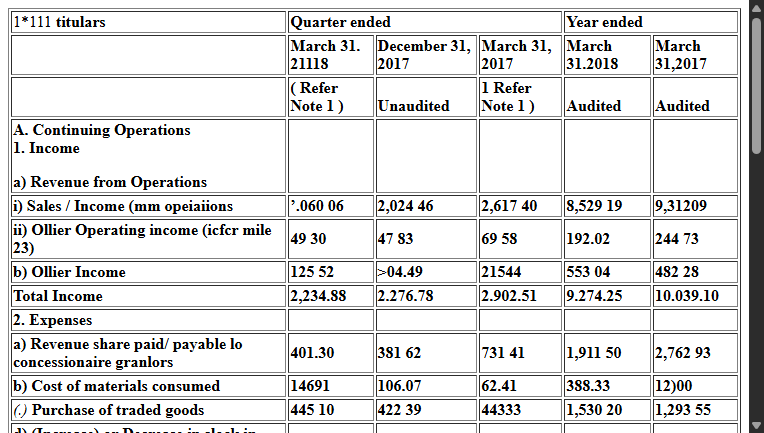 1*111 titulars Quarter ended Year ended
March 31. December 31, March 31, March March
21118 2017 2017 31.2018 31,2017
( Refer 1 Refer
Note 1 ) Unaudited Note 1 ) Audited Audited
A. Continuing Operations
1. Income
a) Revenue from Operations
i) Sales / Income (mm opeiaiions ’.060 06 2,024 46 2,617 40 8,529 19 9,31209
ii) Ollier Operating income (icfcr mile
23) 49 30 47 83 69 58 192.02 244 73
b) Ollier Income 125 52 >04.49 21544 553 04 482 28
Total Income 2,234.88 2.276.78 2.902.51 9.274.25 10.039.10
2. Expenses
a) Revenue share paid/ payable lo
concessionaire granlors 401.30 381 62 731 41 1,911 50 2,762 93
b) Cost of materials consumed 14691 106.07 62.41 388.33 12)00
(.) Purchase of traded goods 445 10 422 39 44333 1,530 20 1,293 55